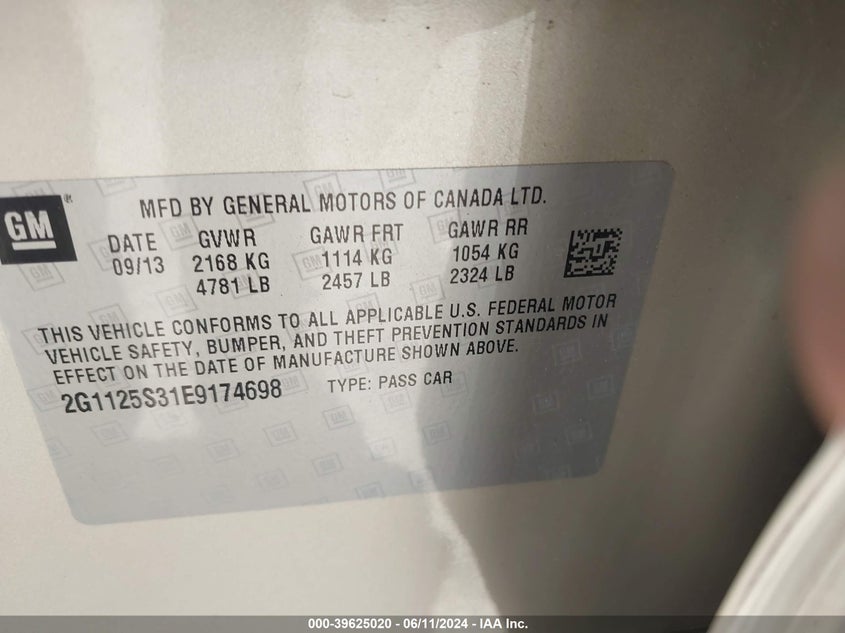 GM ® MFD BY GENERAL MOTORS OF CANADA LTD.
DATE GVWR GAWR FRT GAWR RR
09/13 2168 KG 1114 KG 1054 KG
4781 LB 2457 LB 2324 LB
THIS VEHICLE CONFORMS TO ALL APPLICABLE U.S. FEDERAL MOTOR
VEHICLE SAFETY, BUMPER, AND THEFT PREVENTION STANDARDS IN
EFFECT ON THE DATE OF MANUFACTURE SHOWN ABOVE.
2G1125S31E9174698 TYPE: PASS CAR
000-39625020 - 06/11/2024 - IAA Inc.